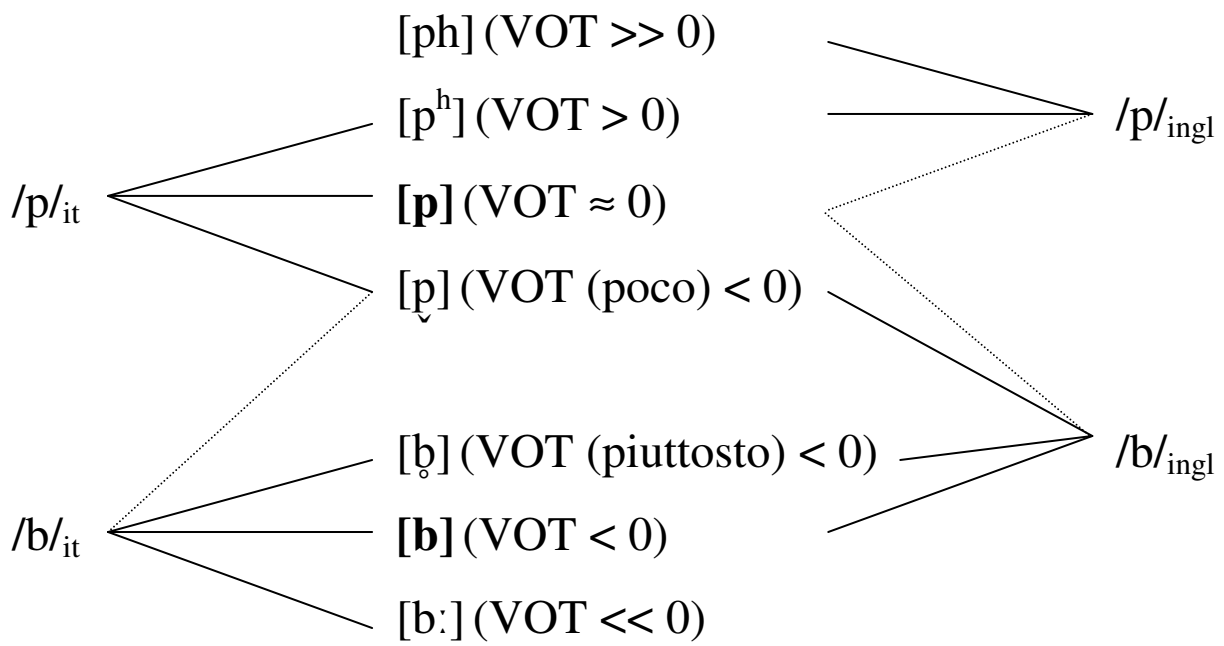 [ph] (VOT >> 0)
[pʰ] (VOT > 0) /p/ingl
/p/it [p] (VOT ≈ 0)
[p̬] (VOT (poco) < 0)
[b̥] (VOT (piuttosto) < 0) /b/ingl
/b/it [b] (VOT < 0)
[bː] (VOT << 0)